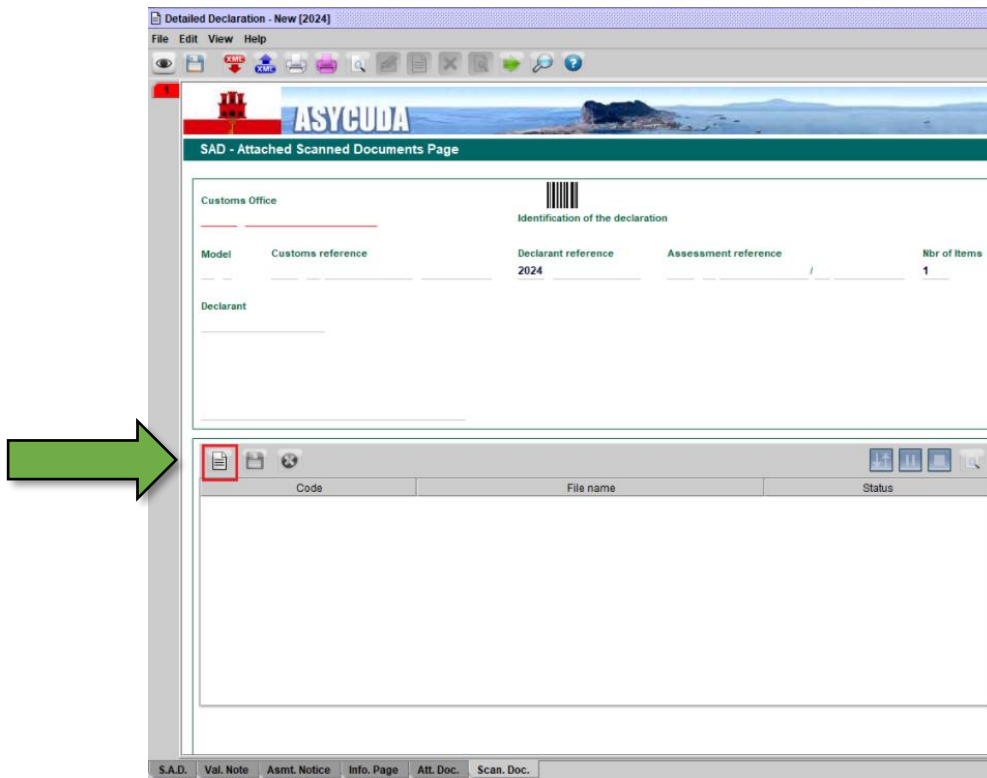 Detailed Declaration - New [2024]
File Edit View Help
XML XML
1
ASYCUDA
SAD - Attached Scanned Documents Page
Customs Office
Identification of the declaration
Model Customs reference Declarant reference Assessment reference Nbr of Items
2024 / 1
Declarant
Code File name Status
S.A.D. Val. Note Asmt. Notice Info. Page Att. Doc. Scan. Doc.